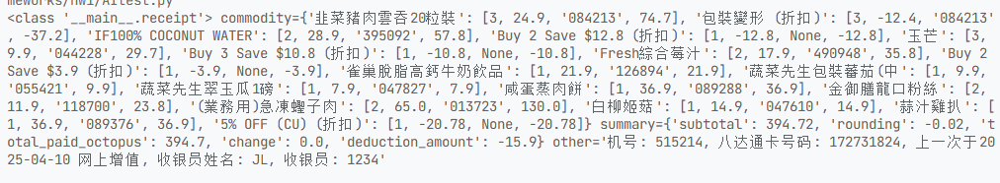 meworks/nwi/AItest.py
<class '__main__.receipt'> commodity={'韭菜豬肉雲吞20粒裝': [3, 24.9, '084213', 74.7], '包裝變形 (折扣)': [3, -12.4, '084213'
, -37.2], 'IF100% COCONUT WATER': [2, 28.9, '395092', 57.8], 'Buy 2 Save $12.8 (折扣)': [1, -12.8, None, -12.8], '玉芒': [3,
9.9, '044228', 29.7], 'Buy 3 Save $10.8 (折扣)': [1, -10.8, None, -10.8], 'Fresh綜合莓汁': [2, 17.9, '490948', 35.8], 'Buy 2
Save $3.9 (折扣)': [1, -3.9, None, -3.9], '雀巢脫脂高鈣牛奶飲品': [1, 21.9, '126894', 21.9], '蔬菜先生包裝蕃茄(中': [1, 9.9,
'055421', 9.9], '蔬菜先生翠玉瓜1磅': [1, 7.9, '047827', 7.9], '咸蛋蒸肉餅': [1, 36.9, '089288', 36.9], '金御膳龍口粉絲': [2,
11.9, '118700', 23.8], '(業務用)急凍蠳子肉': [2, 65.0, '013723', 130.0], '白柳姬菇': [1, 14.9, '047610', 14.9], '蒜汁雞扒': [
1, 36.9, '089376', 36.9], '5% OFF (CU) (折扣)': [1, -20.78, None, -20.78]} summary={'subtotal': 394.72, 'rounding': -0.02, 't
otal_paid_octopus': 394.7, 'change': 0.0, 'deduction_amount': -15.9} other='机号: 515214, 八达通卡号码: 172731824, 上一次于20
25-04-10 网上增值, 收银员姓名: JL, 收银员: 1234'